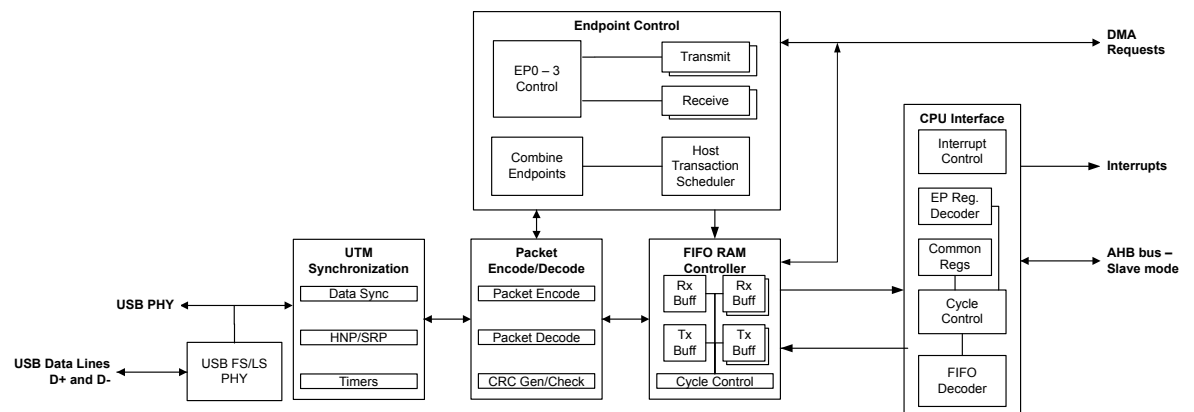 Endpoint Control
EP0 – 3
Control
Transmit
Receive
Combine
Endpoints
Host
Transaction
Scheduler
DMA
Requests
CPU Interface
Interrupt
Control
Interrupts
EP Reg.
Decoder
Common
Regs
AHB bus –
Slave mode
Cycle
Control
FIFO
Decoder
UTM
Synchronization
Data Sync
HNP/SRP
Timers
Packet
Encode/Decode
Packet Encode
Packet Decode
CRC Gen/Check
FIFO RAM
Controller
Rx
Buff
Rx
Buff
Tx
Buff
Tx
Buff
Cycle Control
USB PHY
USB Data Lines
D+ and D-
USB FS/LS
PHY